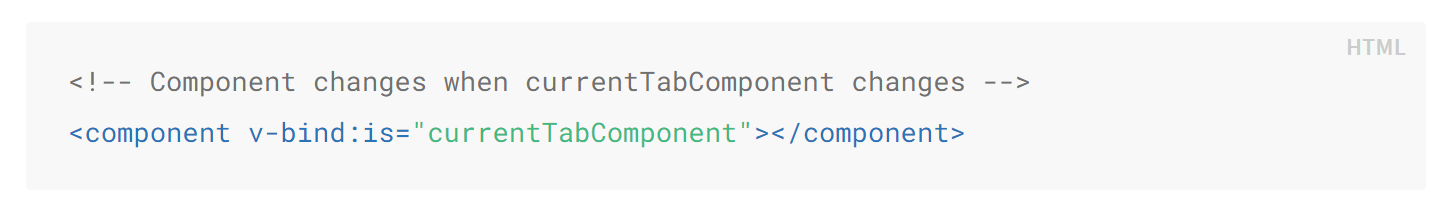 HTML
<!-- Component changes when currentTabComponent changes -->
<component v-bind:is="currentTabComponent"></component>